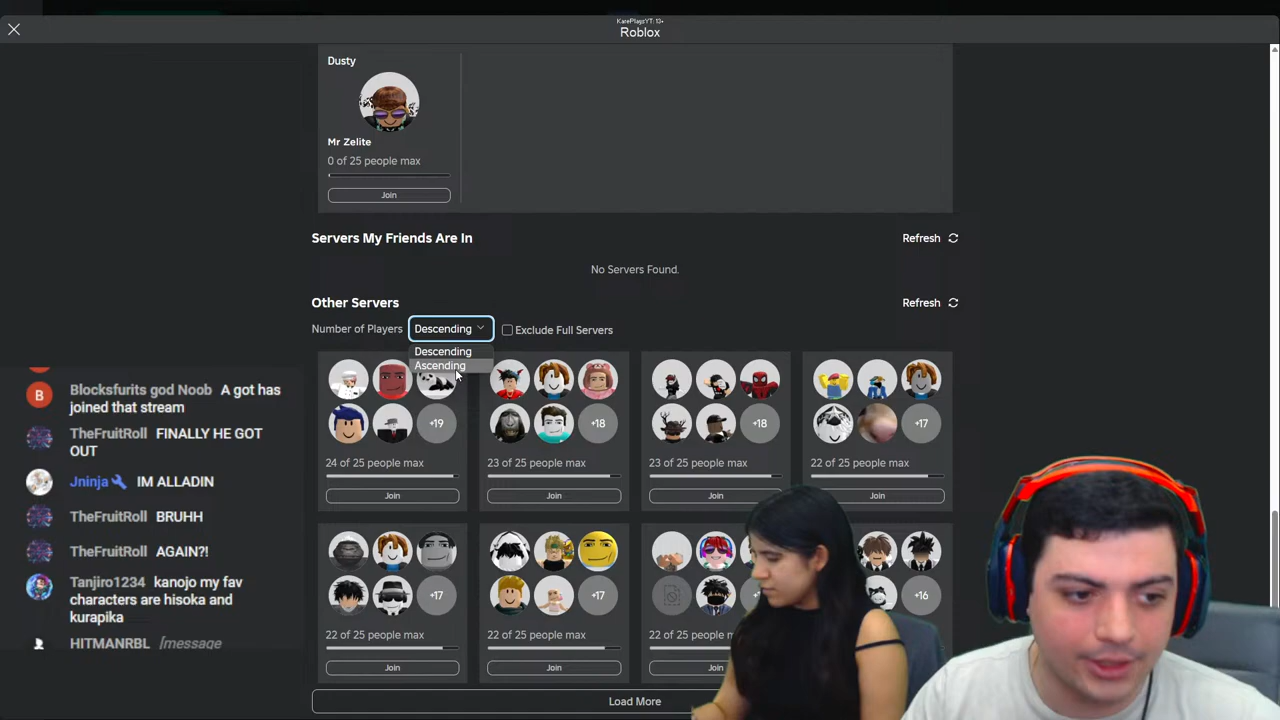 KarePlayzYT: 13+
Roblox
Dusty
Mr Zelite
0 of 25 people max
Join
Servers My Friends Are In
Refresh
No Servers Found.
Other Servers
Refresh
Number of Players
Descending
Exclude Full Servers
Descending
Ascending
+19
+18
+18
+17
24 of 25 people max
23 of 25 people max
23 of 25 people max
22 of 25 people max
Join
Join
Join
Join
+17
+17
+16
22 of 25 people max
22 of 25 people max
22 of 25
Join
Join
Join
Load More
B
Blocksfurits god Noob A got has
joined that stream
TheFruitRoll FINALLY HE GOT
OUT
Jninja IM ALLADIN
TheFruitRoll BRUHH
TheFruitRoll AGAIN?!
Tanjiro1234 kanojo my fav
characters are hisoka and
kurapika
HITMANRBL [message